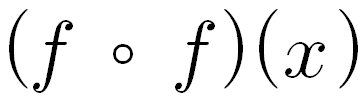 (f ∘ f)(x)